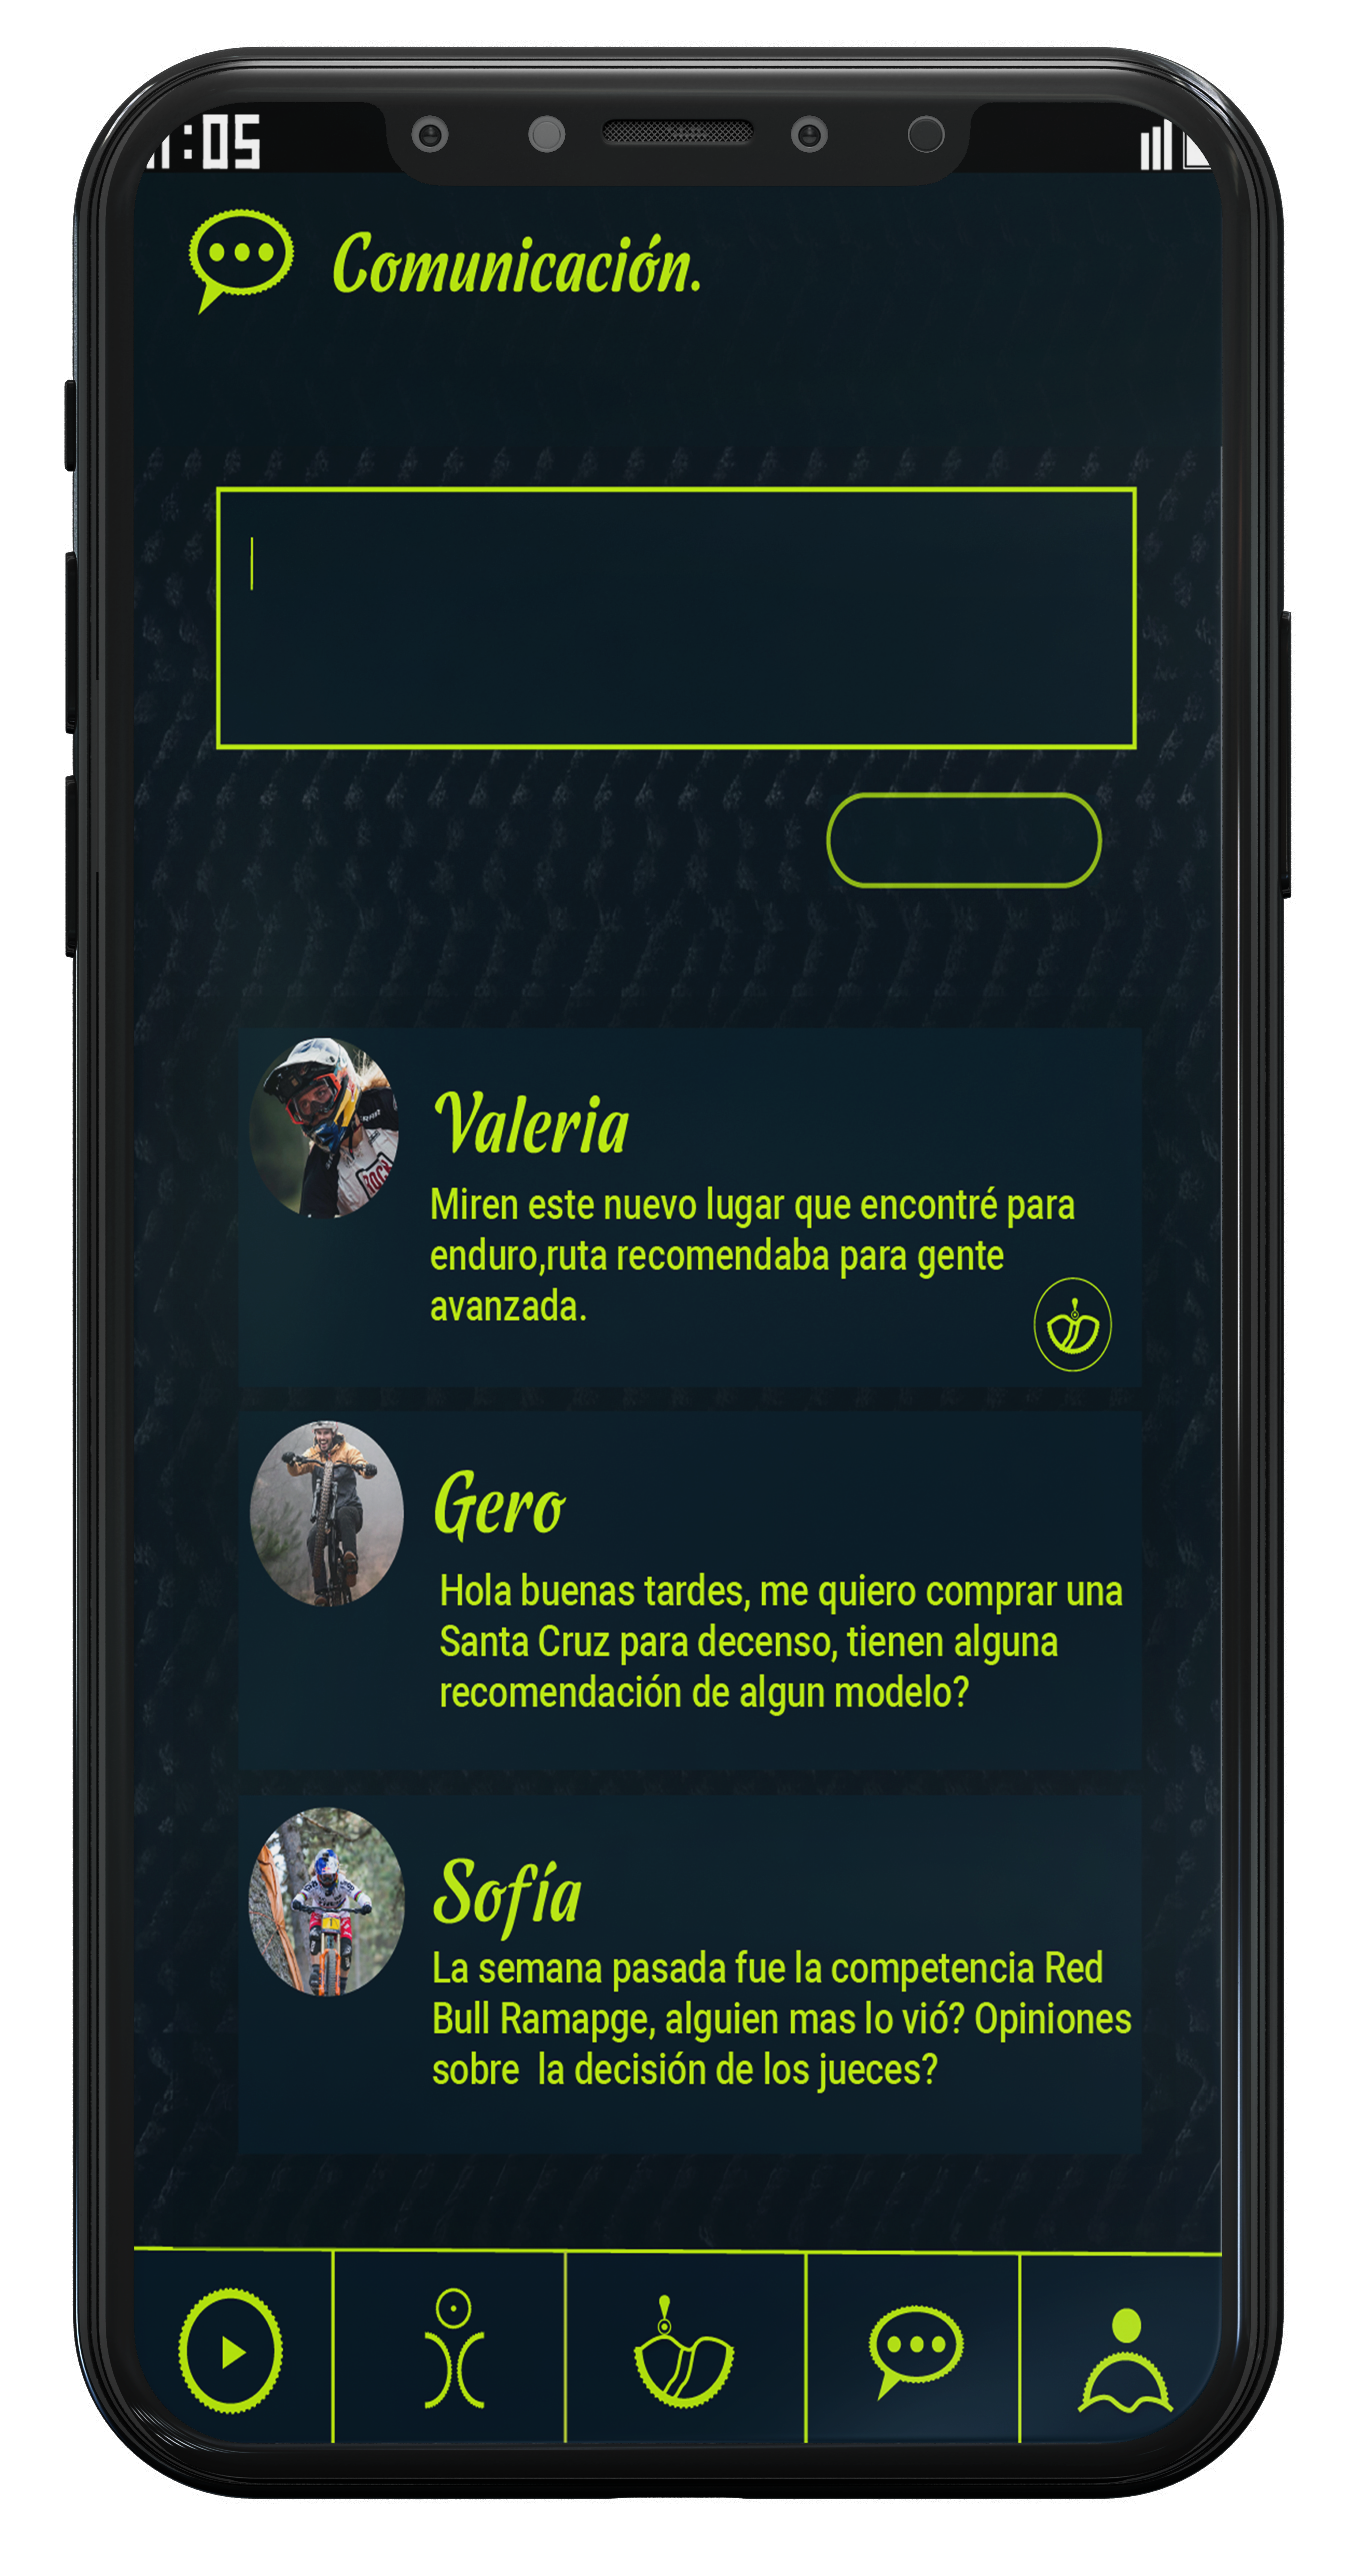 :05
Comunicación.
Valeria
Miren este nuevo lugar que encontré para
enduro,ruta recomendaba para gente
avanzada.
Gero
Hola buenas tardes, me quiero comprar una
Santa Cruz para decenso, tienen alguna
recomendación de algun modelo?
Sofía
La semana pasada fue la competencia Red
Bull Ramapge, alguien mas lo vió? Opiniones
sobre  la decisión de los jueces?